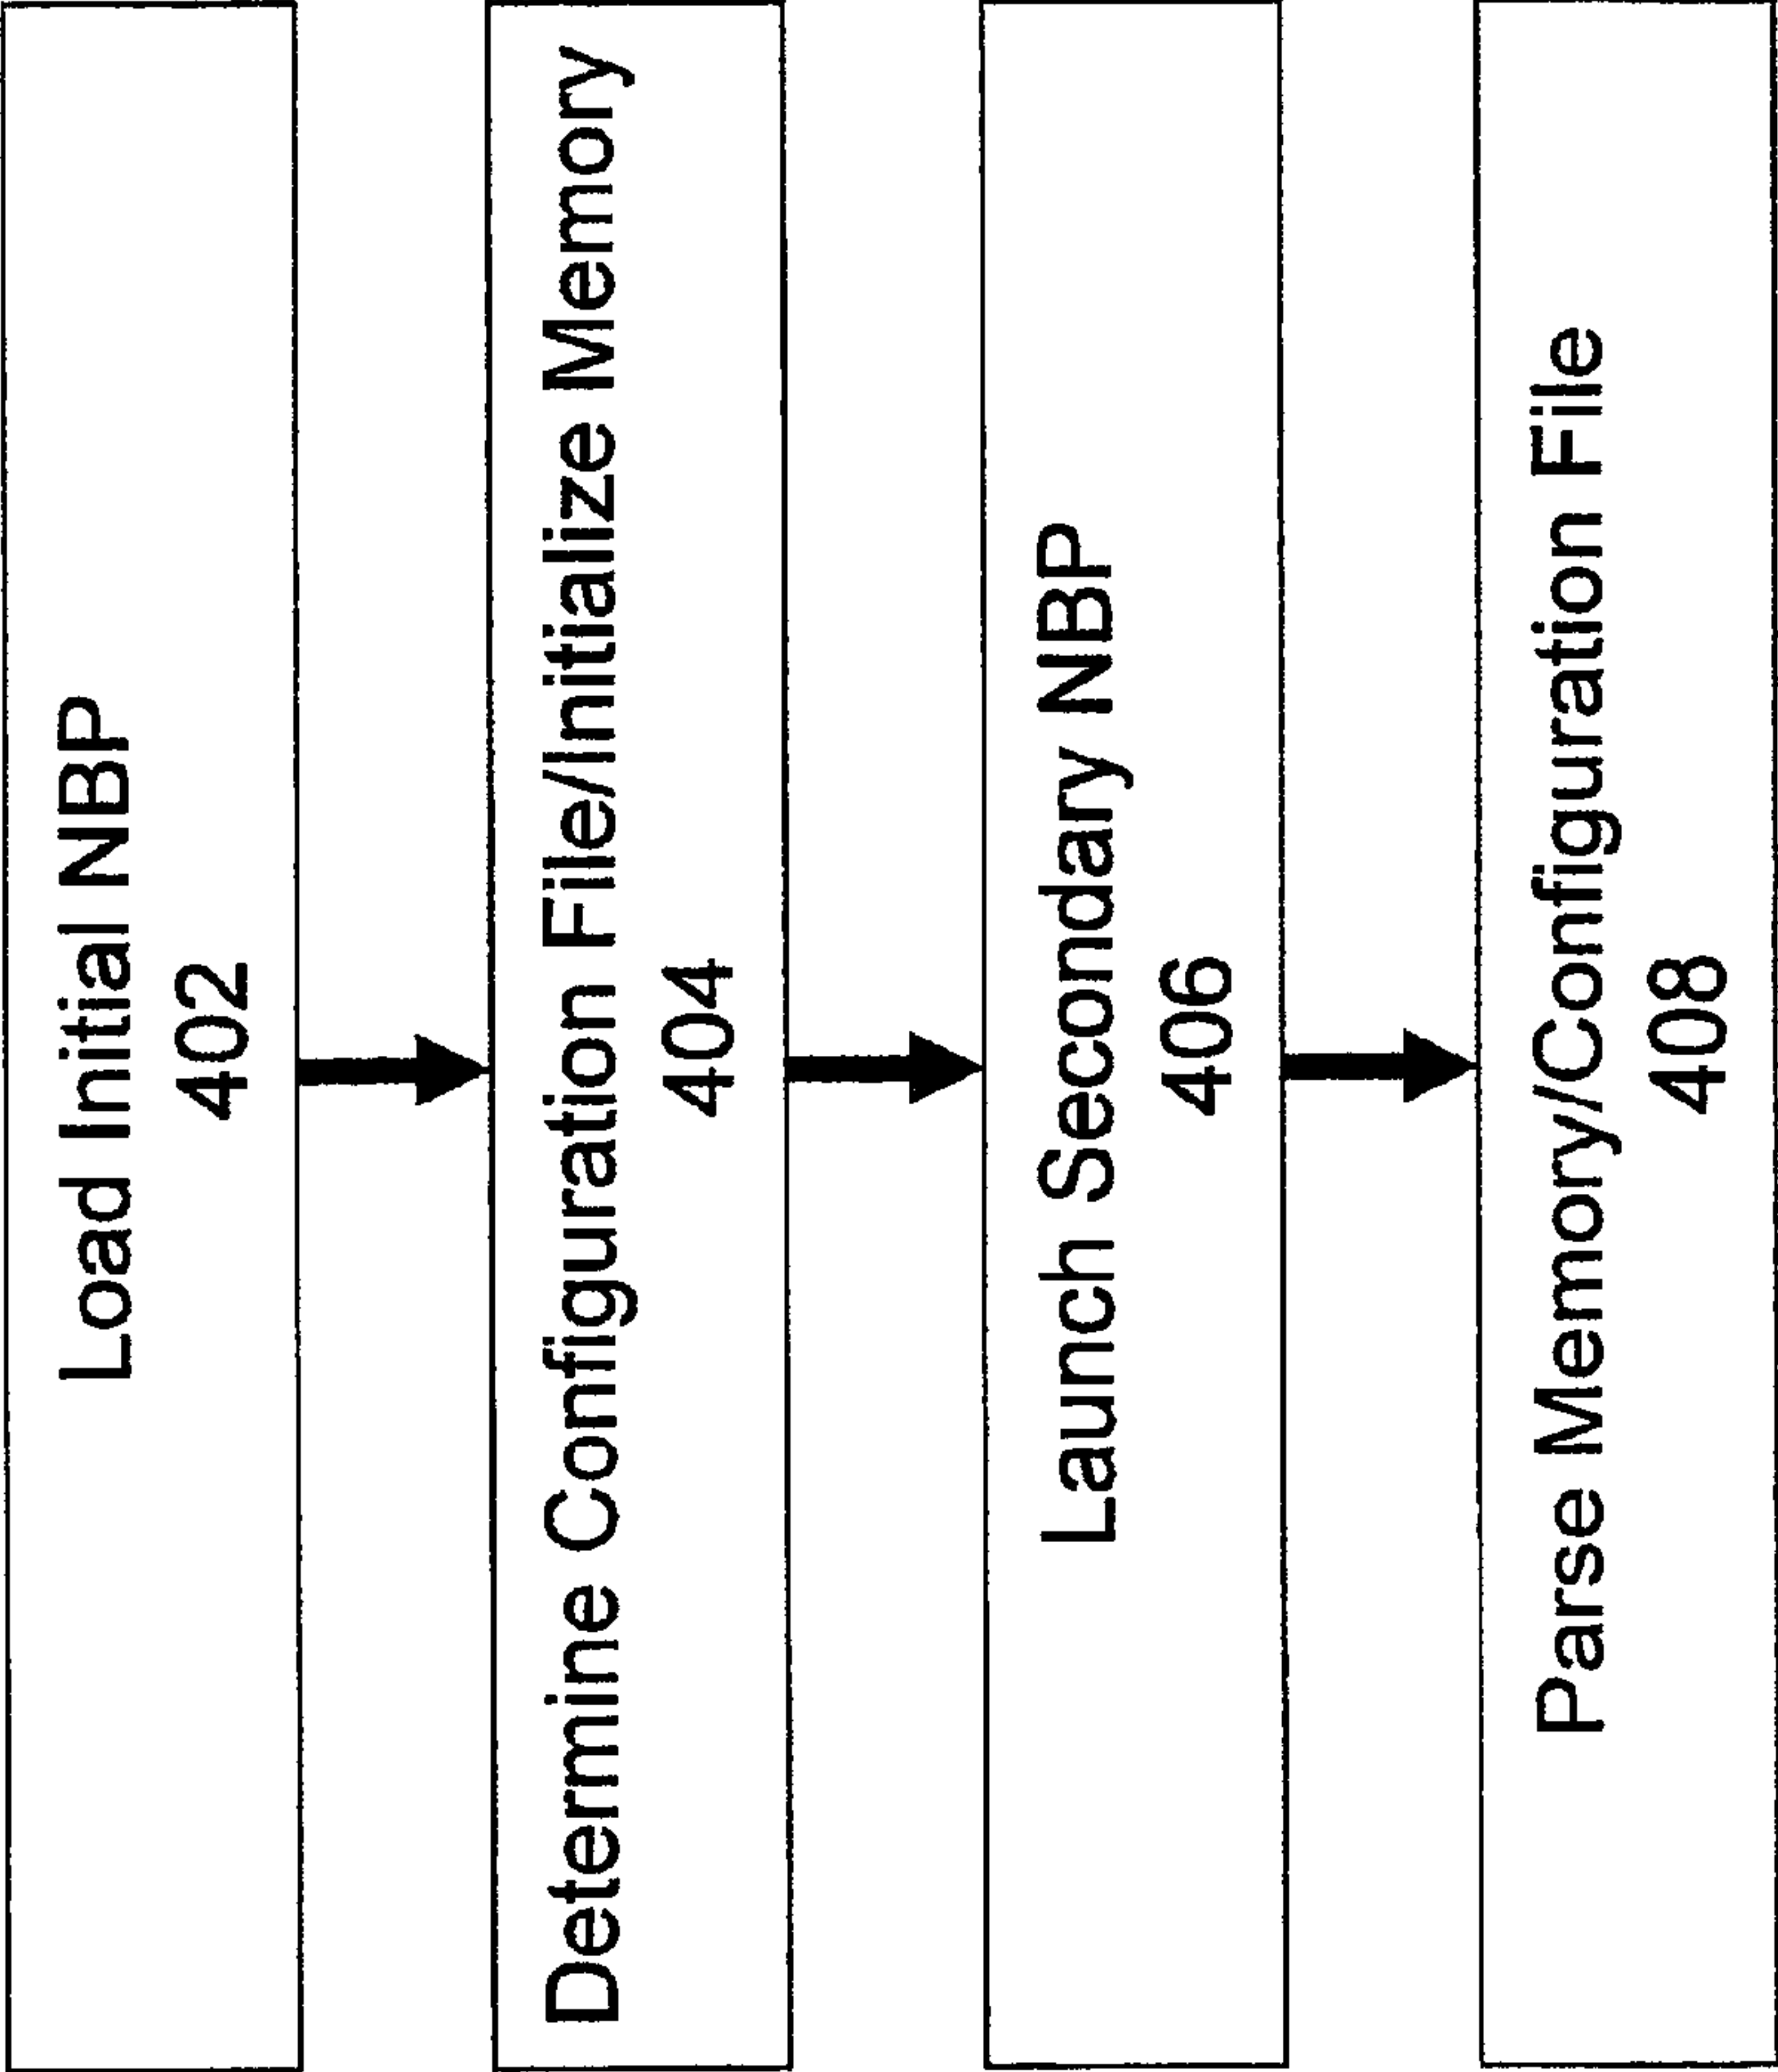 Load Initial NBP
402
Determine Configuration File/Initialize Memory
404
Launch Secondary NBP
406
Parse Memory/Configuration File
408